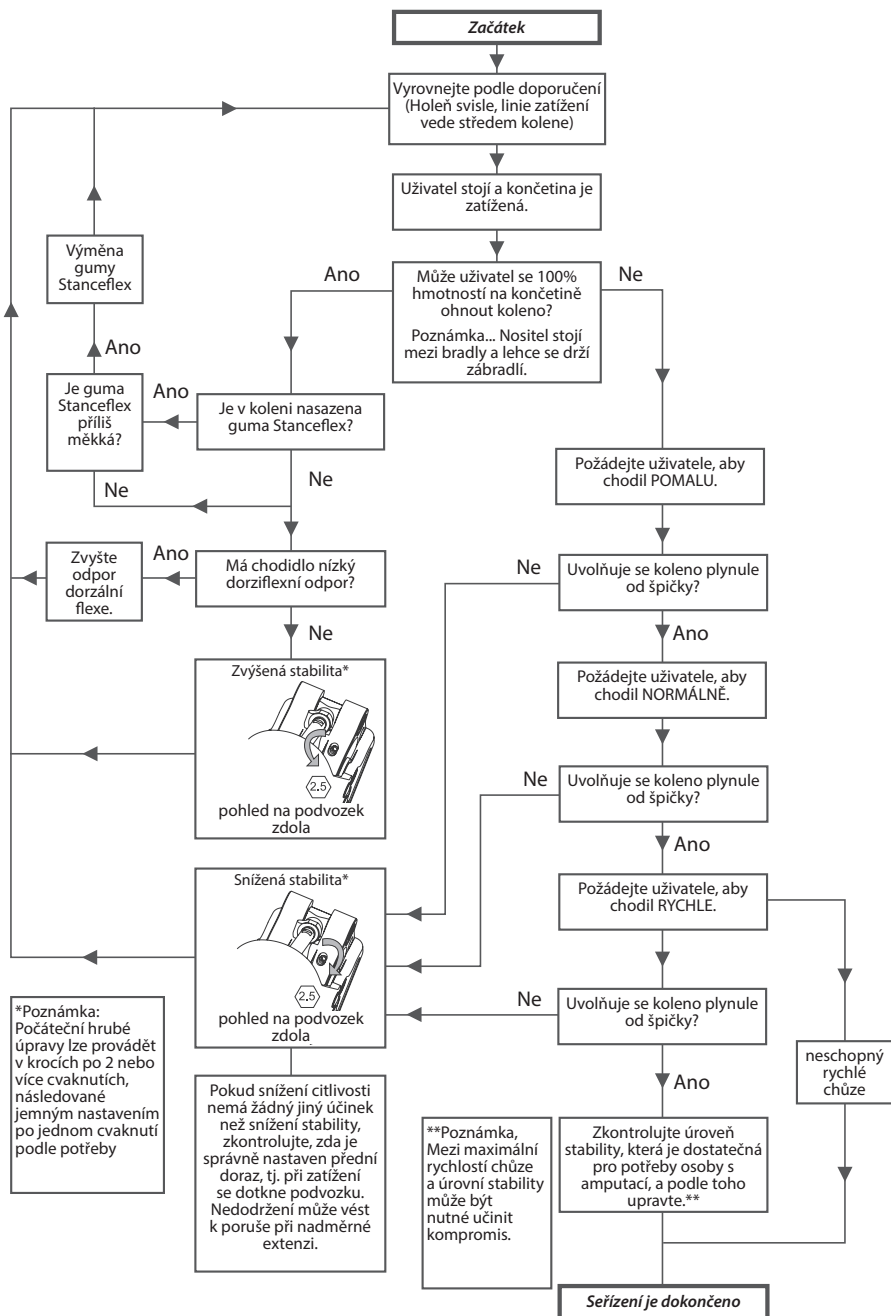 Začátek
Vyrovnejte podle doporučení
(Holeň svisle, linie zatížení
vede středem kolene)
Uživatel stojí a končetina je
zatížená.
Může uživatel se 100%
hmotností na končetině
ohnout koleno?
Poznámka... Nositel stojí
mezi bradly a lehce se drží
zábradlí.
Ano
Ne
Výměna
gumy
Stanceflex
Ano
Je guma
Stanceflex
příliš
měkká?
Ano
Je v koleni nasazena
guma Stanceflex?
Ne
Ne
Požádejte uživatele, aby
chodil POMALU.
Zvyšte
odpor
dorzální
flexe.
Ano
Má chodidlo nízký
dorziflexní odpor?
Ne
Uvolňuje se koleno plynule
od špičky?
Ne
Ano
Zvýšená stabilita*
2.5
pohled na podvozek
zdola
Požádejte uživatele, aby
chodil NORMÁLNĚ.
Ne
Uvolňuje se koleno plynule
od špičky?
Ano
Snížená stabilita*
2.5
pohled na podvozek
zdola
Požádejte uživatele, aby
chodil RYCHLE.
Ne
Uvolňuje se koleno plynule
od špičky?
Ano
neschopný
rychlé
chůze
*Poznámka:
Počáteční hrubé
úpravy lze provádět
v krocích po 2 nebo
více cvaknutích,
následované
jemným nastavením
po jednom cvaknutí
podle potřeby
Pokud snížení citlivosti
nemá žádný jiný účinek
než snížení stability,
zkontrolujte, zda je
správně nastaven přední
doraz, tj. při zatížení
se dotkne podvozku.
Nedodržení může vést
k poruše při nadměrné
extenzi.
**Poznámka,
Mezi maximální
rychlostí chůze
a úrovní stability
může být
nutné učinit
kompromis.
Zkontrolujte úroveň
stability, která je dostatečná
pro potřeby osoby s
amputací, a podle toho
upravte.**
Seřízení je dokončeno